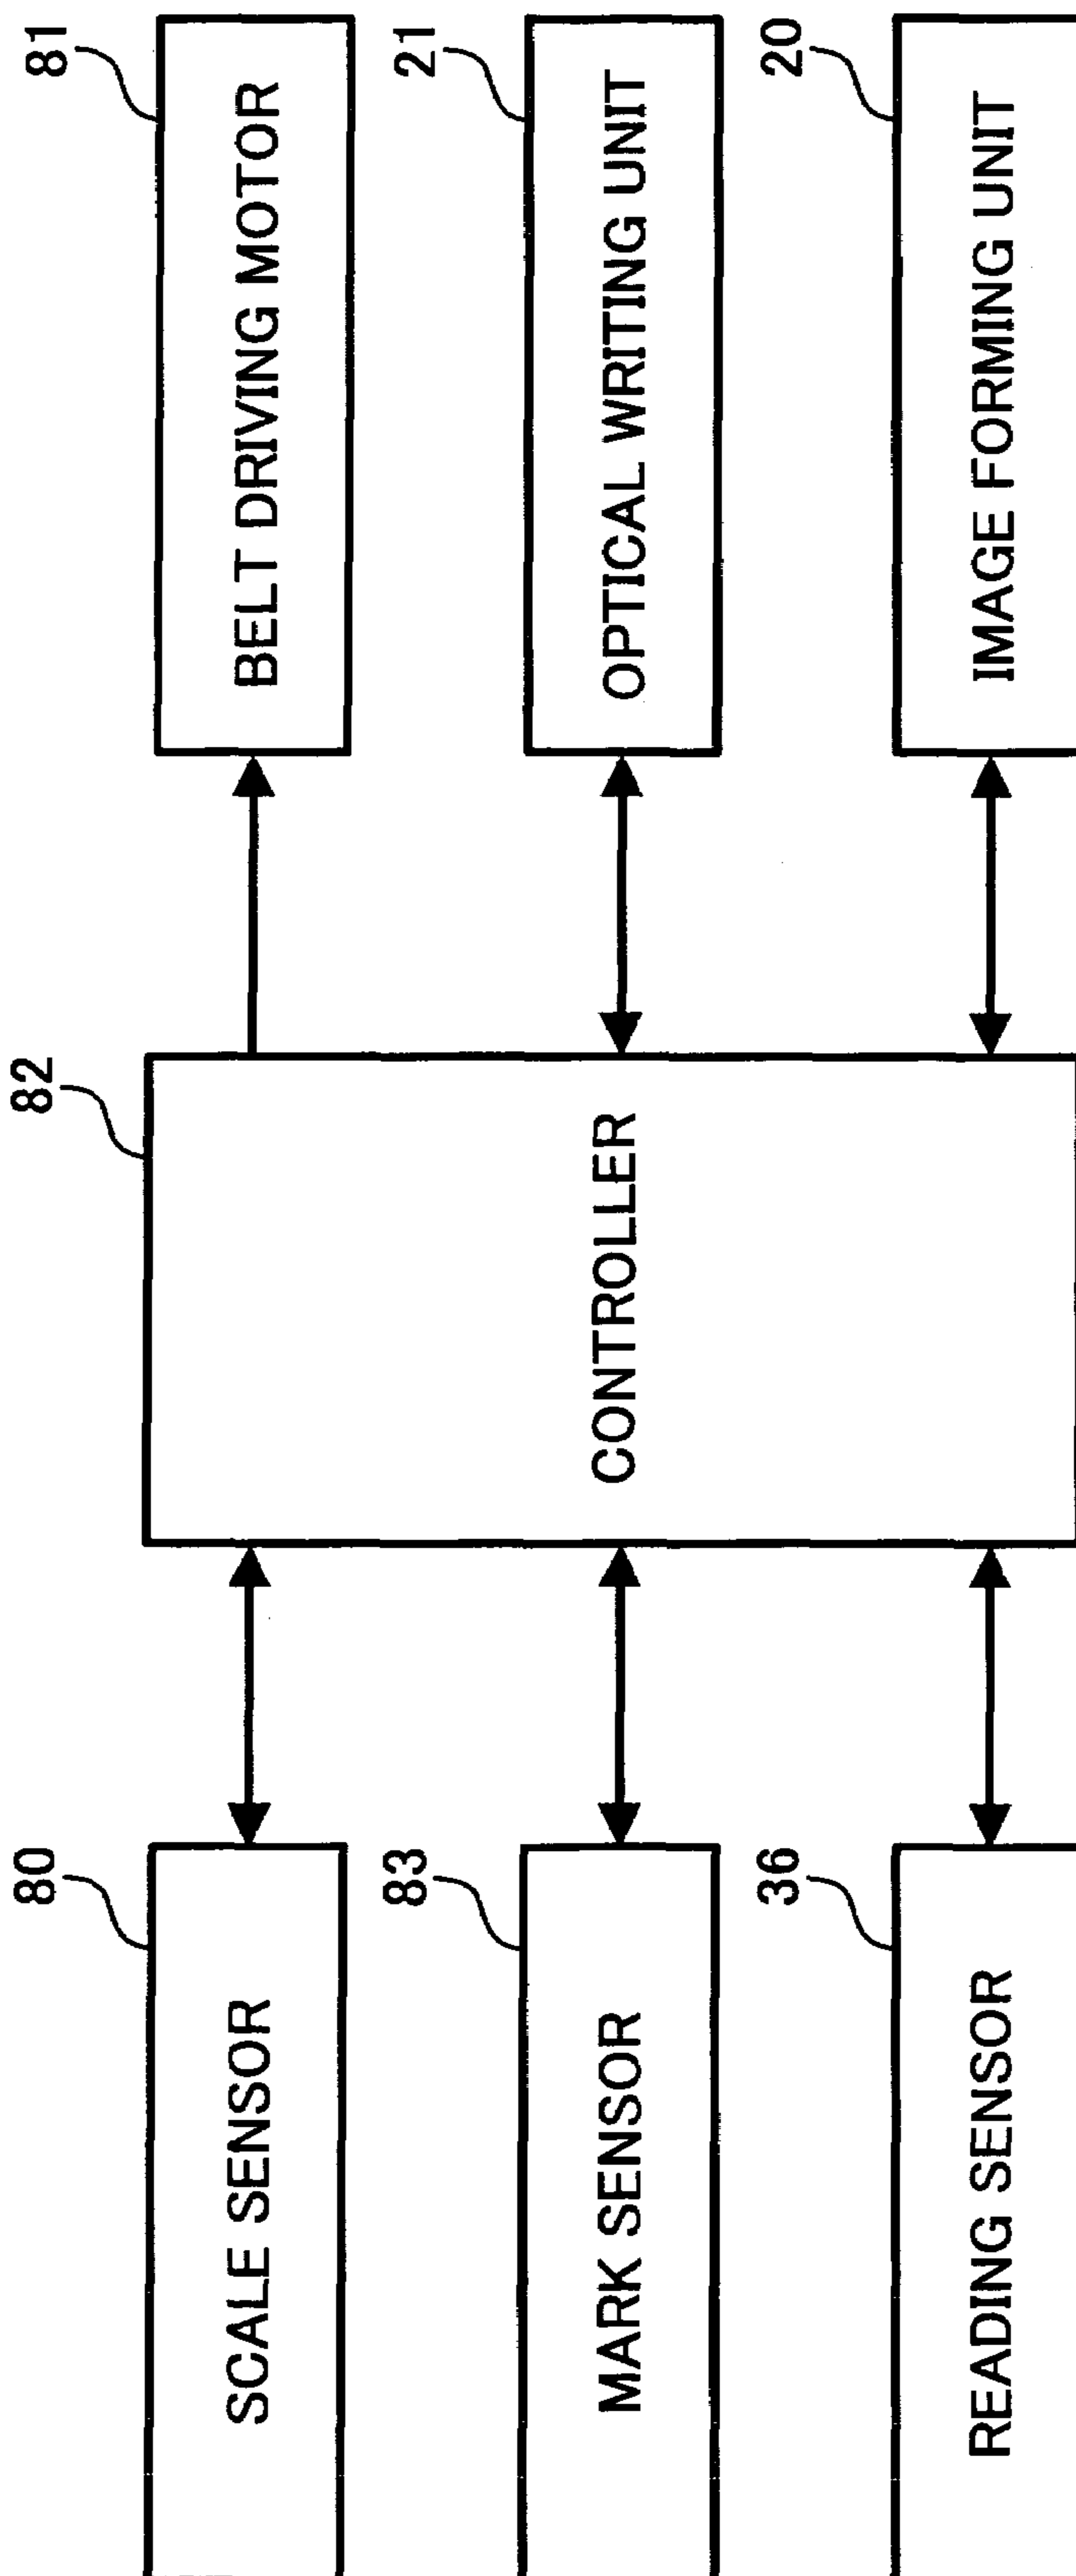 80
SCALE SENSOR
83
MARK SENSOR
36
READING SENSOR
82
CONTROLLER
81
BELT DRIVING MOTOR
21
OPTICAL WRITING UNIT
20
IMAGE FORMING UNIT